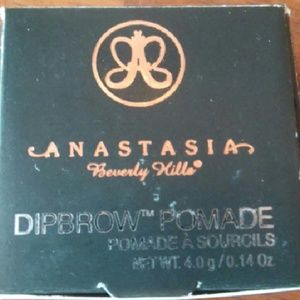 ANASTASIA
Beverly Hills®
DIPBROW™ POMADE
POMADE À SOURCILS
NET WT. 4.0 g / 0.14 Oz